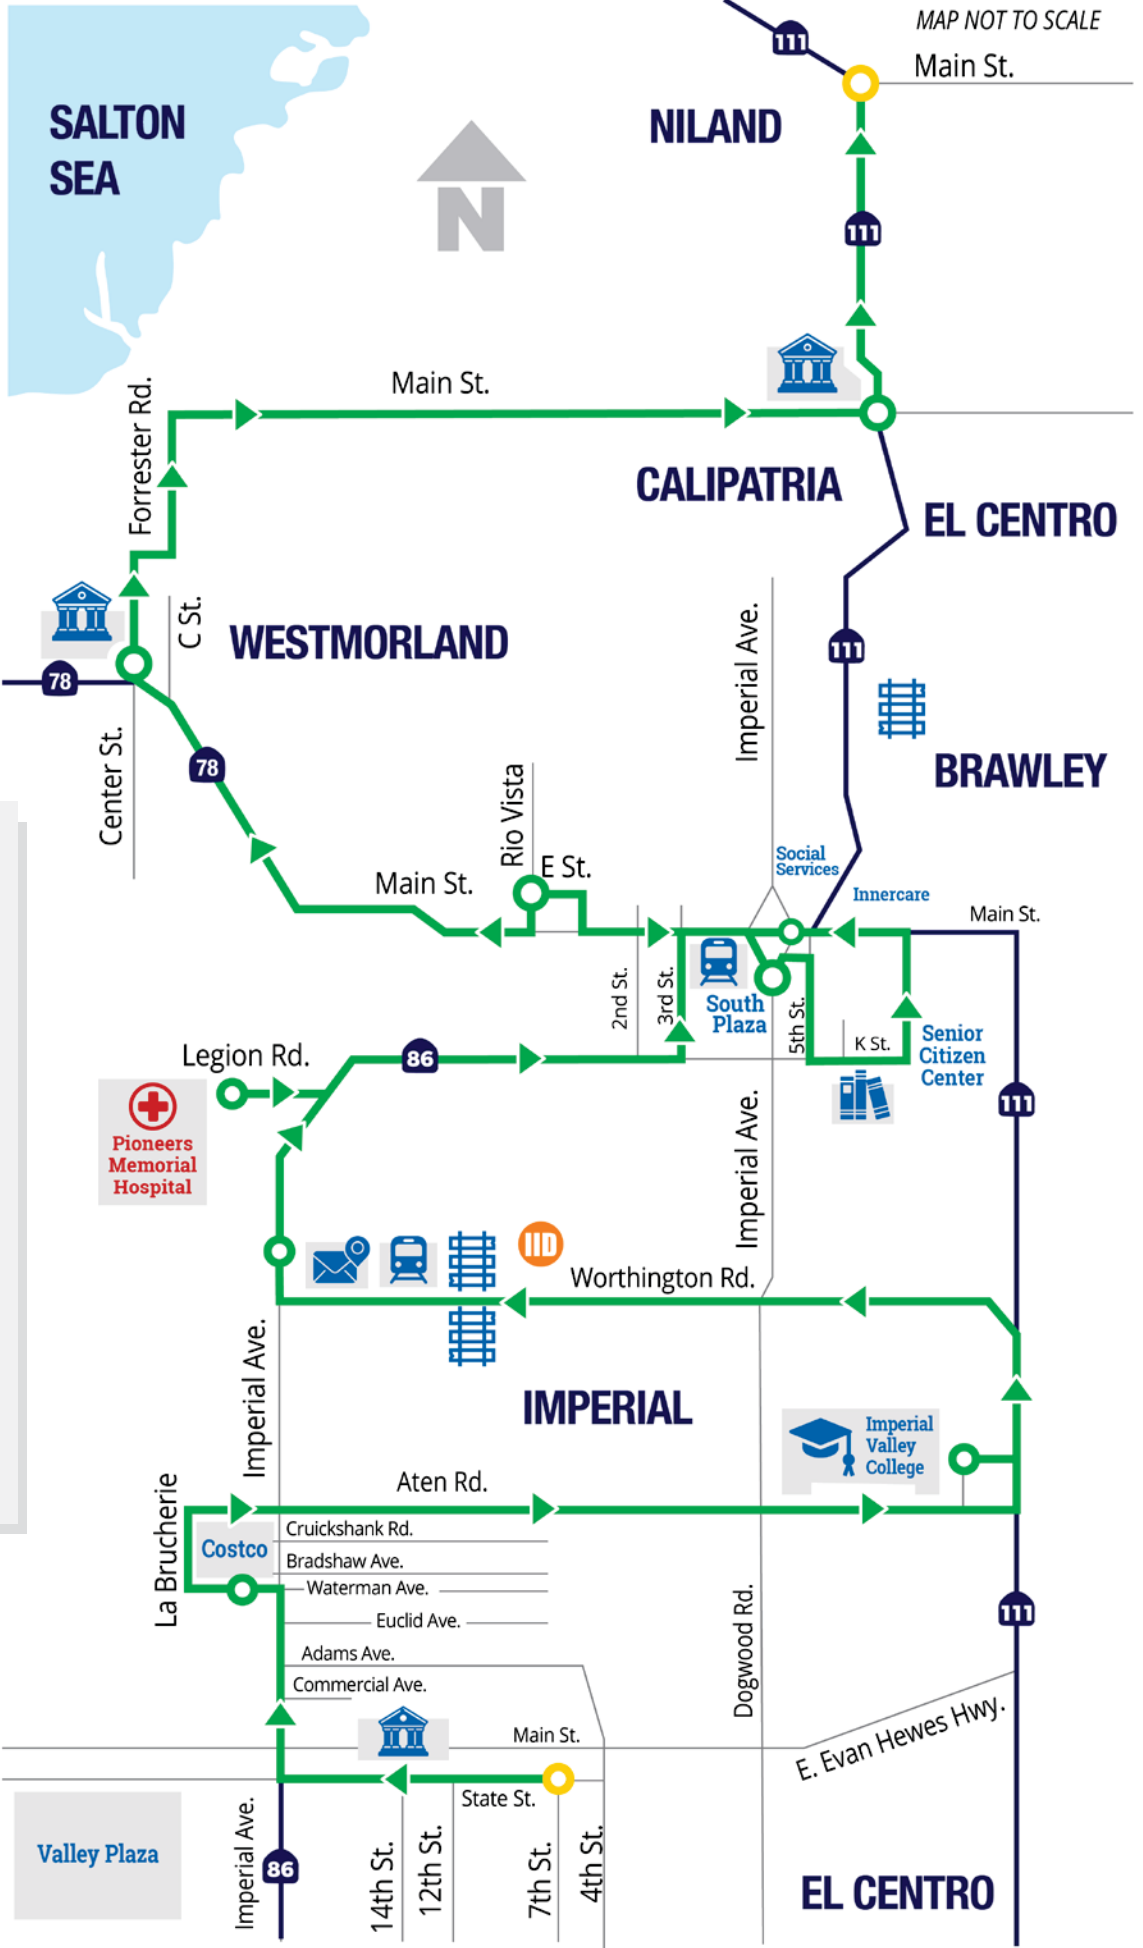 MAP NOT TO SCALE
111
Main St.
SALTON
SEA
NILAND
N
111
Main St.
Forrester Rd.
CALIPATRIA
EL CENTRO
C St.
WESTMORLAND
Imperial Ave.
111
78
Center St.
78
BRAWLEY
Rio Vista
E St.
Social
Services
Main St.
Innercare
Main St.
2nd St.
3rd St.
South
Plaza
5th St.
K St.
Senior
Citizen
Center
Legion Rd.
86
111
Pioneers
Memorial
Hospital
Imperial Ave.
IID
Worthington Rd.
Imperial Ave.
IMPERIAL
Imperial
Valley
College
Aten Rd.
La Brucherie
Costco
Cruickshank Rd.
Bradshaw Ave.
Waterman Ave.
Euclid Ave.
111
Dogwood Rd.
Adams Ave.
Commercial Ave.
Main St.
E. Evan Hewes Hwy.
State St.
Valley Plaza
Imperial Ave.
86
14th St.
12th St.
7th St.
4th St.
EL CENTRO